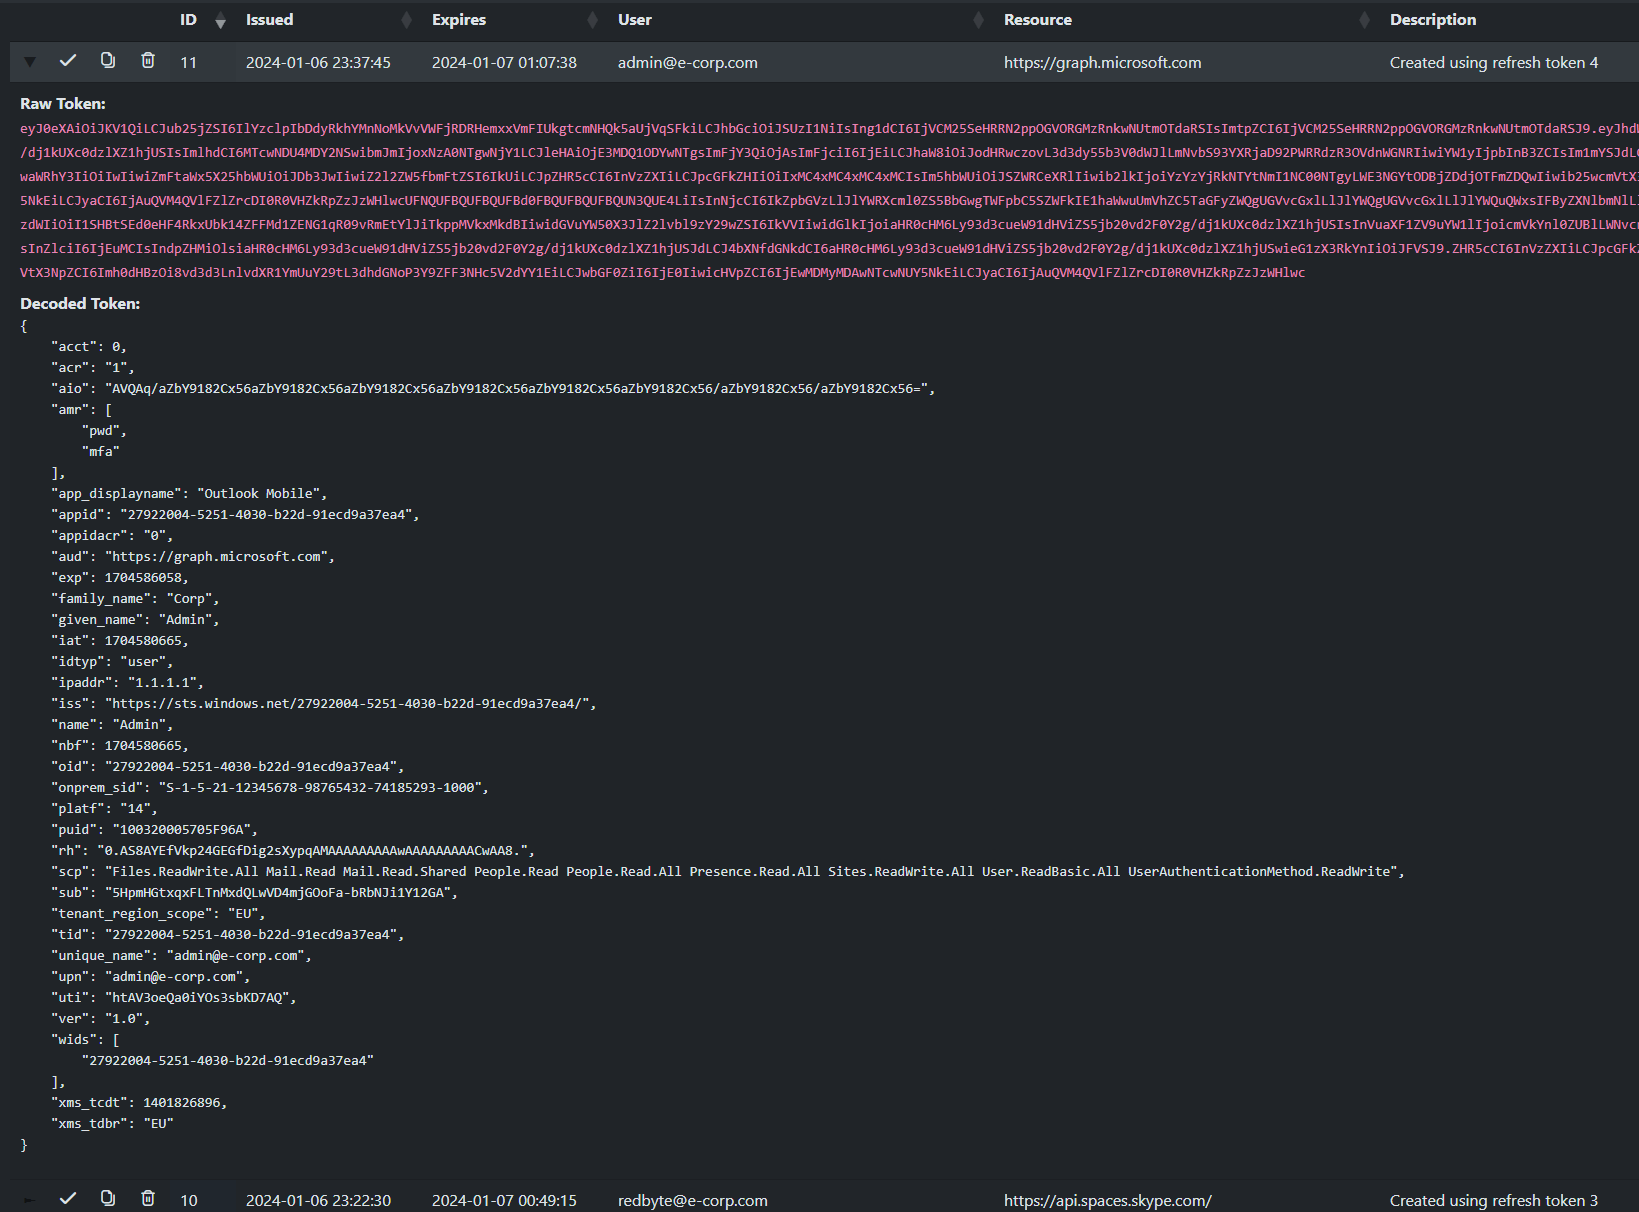 ID Issued Expires User Resource Description
11 2024-01-06 23:37:45 2024-01-07 01:07:38 admin@e-corp.com https://graph.microsoft.com Created using refresh token 4
Raw Token:
eyJ0eXAiOiJKV1QiLCJub25jZSI6IlYzclpIbDdyRkhYMnNoMkVvVWFjRDRHemxxVmFIUkgtcmNHQk5aUjVqSFkiLCJhbGciOiJSUzI1NiIsIng1dCI6IjVCM25SeHRRN2ppOGVORGMzRnkwNUtmOTdaRSIsImtpZCI6IjVCM25SeHRRN2ppOGVORGMzRnkwNUtmOTdaRSJ9.eyJhdW
/dj1kUXc0dzlXZ1hjUSIsImlhdCI6MTcwNDU4MDY2NSwibmJmIjoxNzA0NTgwNjY1LCJleHAiOjE3MDQ1ODYwNTgsImFjY3QiOjAsImFjciI6IjEiLCJhaW8iOiJodHRwczovL3d3dy55b3V0dWJlLmNvbS93YXRjaD92PWRRdzR3OVdnWGNRIiwiYW1yIjpbInB3ZCIsIm1mYSJdLC
waWRhY3IiOiIwIiwiZmFtaWx5X25hbWUiOiJDb3JwIiwiZ2l2ZW5fbmFtZSI6IkUiLCJpZHR5cCI6InVzZXIiLCJpcGFkZHIiOiIxMC4xMC4xMC4xMCIsIm5hbWUiOiJSZWRCeXRlIiwib2lkIjoiYzYzYjRkNTYtNmI1NC00NTgyLWE3NGYtODBjZDdjOTFmZDQwIiwib25wcmVtX
5NkEiLCJyaCI6IjAuQVM4QVlFZlZrcDI0R0VHZkRpZzJzWHlwcUFNQUFBQUFBQUFBd0FBQUFBQUFBQUN3QUE4LiIsInNjcCI6IkZpbGVzLlJlYWRXcml0ZS5BbGwgTWFpbC5SZWFkIE1haWwuUmVhZC5TaGFyZWQgUGVvcGxlLlJlYWQgUGVvcGxlLlJlYWQuQWxsIFByZXNlbmNlLl
zdWIiOiI1SHBtSEd0eHF4RkxUbk14ZFFMd1ZENG1qR09vRmEtYlJiTkppMVkxMkdBIiwidGVuYW50X3JlZ2lvbl9zY29wZSI6IkVVIiwidGlkIjoiaHR0cHM6Ly93d3cueW91dHViZS5jb20vd2F0Y2g/dj1kUXc0dzlXZ1hjUSIsInVuaXF1ZV9uYW1lIjoicmVkYnl0ZUBlLWNvcn
sInZlciI6IjEuMCIsIndpZHMiOlsiaHR0cHM6Ly93d3cueW91dHViZS5jb20vd2F0Y2g/dj1kUXc0dzlXZ1hjUSJdLCJ4bXNfdGNkdCI6aHR0cHM6Ly93d3cueW91dHViZS5jb20vd2F0Y2g/dj1kUXc0dzlXZ1hjUSwieG1zX3RkYnIiOiJFVSJ9.ZHR5cCI6InVzZXIiLCJpcGFk
VtX3NpZCI6Imh0dHBzOi8vd3d3LnlvdXR1YmUuY29tL3dhdGNoP3Y9ZFF3NHc5V2dYY1EiLCJwbGF0ZiI6IjE0IiwicHVpZCI6IjEwMDMyMDAwNTcwNUY5NkEiLCJyaCI6IjAuQVM4QVlFZlZrcDI0R0VHZkRpZzJzWHlwc
Decoded Token:
{
"acct": 0,
"acr": "1",
"aio": "AVQAq/aZbY9182Cx56aZbY9182Cx56aZbY9182Cx56aZbY9182Cx56aZbY9182Cx56aZbY9182Cx56/aZbY9182Cx56/aZbY9182Cx56=",
"amr": [
"pwd",
"mfa"
],
"app_displayname": "Outlook Mobile",
"appid": "27922004-5251-4030-b22d-91ecd9a37ea4",
"appidacr": "0",
"aud": "https://graph.microsoft.com",
"exp": 1704586058,
"family_name": "Corp",
"given_name": "Admin",
"iat": 1704580665,
"idtyp": "user",
"ipaddr": "1.1.1.1",
"iss": "https://sts.windows.net/27922004-5251-4030-b22d-91ecd9a37ea4/",
"name": "Admin",
"nbf": 1704580665,
"oid": "27922004-5251-4030-b22d-91ecd9a37ea4",
"onprem_sid": "S-1-5-21-12345678-98765432-74185293-1000",
"platf": "14",
"puid": "100320005705F96A",
"rh": "0.AS8AYEfVkp24GEGfDig2sXypqAMAAAAAAAAAwAAAAAAAAACwAA8.",
"scp": "Files.ReadWrite.All Mail.Read Mail.Read.Shared People.Read People.Read.All Presence.Read.All Sites.ReadWrite.All User.ReadBasic.All UserAuthenticationMethod.ReadWrite",
"sub": "5HpmHGtxqxFLTnMxdQLwVD4mjGOoFa-bRbNJi1Y12GA",
"tenant_region_scope": "EU",
"tid": "27922004-5251-4030-b22d-91ecd9a37ea4",
"unique_name": "admin@e-corp.com",
"upn": "admin@e-corp.com",
"uti": "htAV3oeQa0iYOs3sbKD7AQ",
"ver": "1.0",
"wids": [
"27922004-5251-4030-b22d-91ecd9a37ea4"
],
"xms_tcdt": 1401826896,
"xms_tdbr": "EU"
}
10 2024-01-06 23:22:30 2024-01-07 00:49:15 redbyte@e-corp.com https://api.spaces.skype.com/ Created using refresh token 3